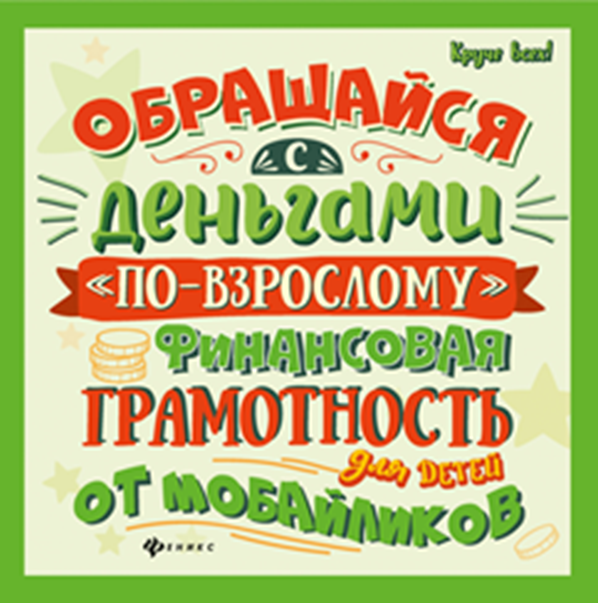 Круче всех!
ОБРАЩАЙСЯ
С
деньгами
«ПО-ВЗРОСЛОМУ»
ФИНАНСОВАЯ
ГРАМОТНОСТЬ
для ДЕТЕЙ
ОТ МОБАЙЛИКОВ
ФЕНИКС